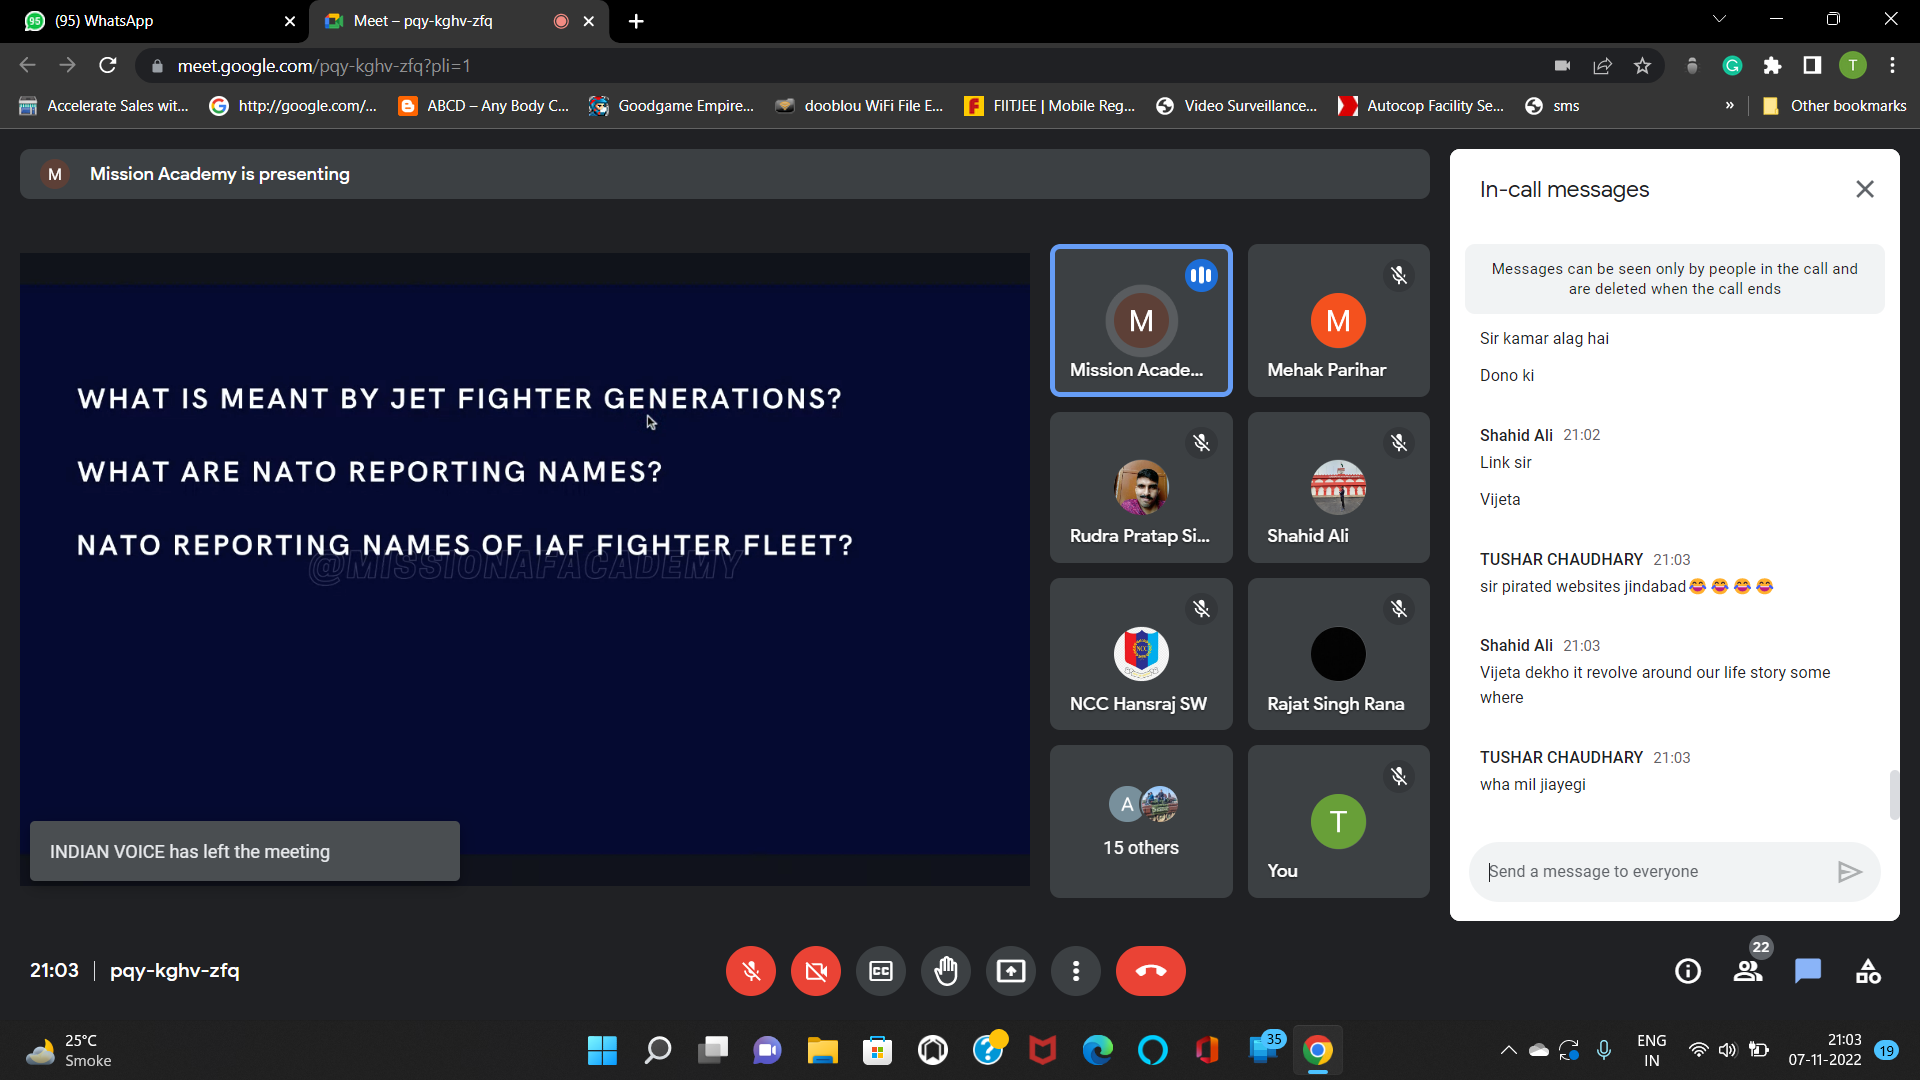 95
(95) WhatsApp
Meet – pqy-kghv-zfq
meet.google.com/pqy-kghv-zfq?pli=1
T
Accelerate Sales wit...
http://google.com/...
ABCD – Any Body C...
Goodgame Empire...
dooblou WiFi File E...
FIITJEE | Mobile Reg...
Video Surveillance...
Autocop Facility Se...
sms
»
Other bookmarks
M
Mission Academy is presenting
WHAT IS MEANT BY JET FIGHTER GENERATIONS?
WHAT ARE NATO REPORTING NAMES?
NATO REPORTING NAMES OF IAF FIGHTER FLEET?
@MISSIONAFACADEMY
INDIAN VOICE has left the meeting
M
Mission Acade...
M
Mehak Parihar
Rudra Pratap Si...
Shahid Ali
NCC
NCC Hansraj SW
Rajat Singh Rana
A
15 others
T
You
In-call messages
Messages can be seen only by people in the call and
are deleted when the call ends
Sir kamar alag hai
Dono ki
Shahid Ali 21:02
Link sir
Vijeta
TUSHAR CHAUDHARY 21:03
sir pirated websites jindabad😂😂😂😂
Shahid Ali 21:03
Vijeta dekho it revolve around our life story some
where
TUSHAR CHAUDHARY 21:03
wha mil jiayegi
Send a message to everyone
21:03 | pqy-kghv-zfq
CC
22
25°C
Smoke
35
ENG
IN
21:03
07-11-2022
19